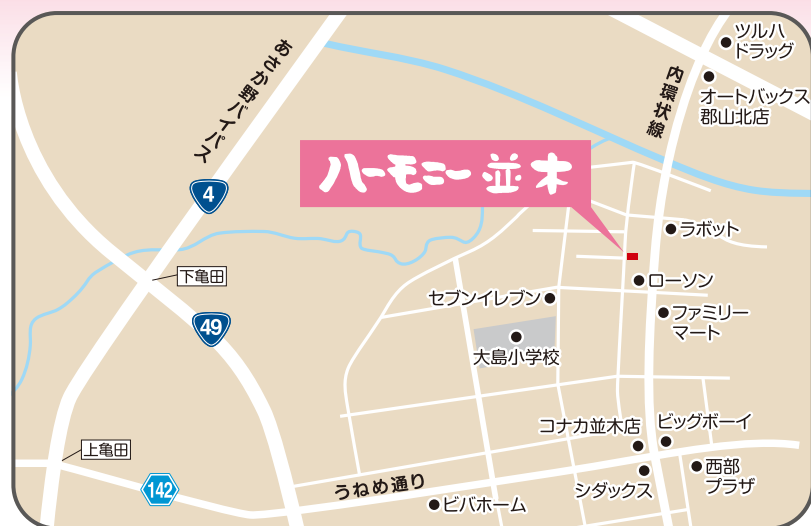 ツルハ
ドラッグ
あさか野バイパス
内環状線
オートバックス
郡山北店
ハーモニー並木
4
ラボット
下亀田
ローソン
セブンイレブン
ファミリー
マート
49
大島小学校
コナカ並木店
ビッグボーイ
上亀田
西部
プラザ
142
うねめ通り
シダックス
ビバホーム